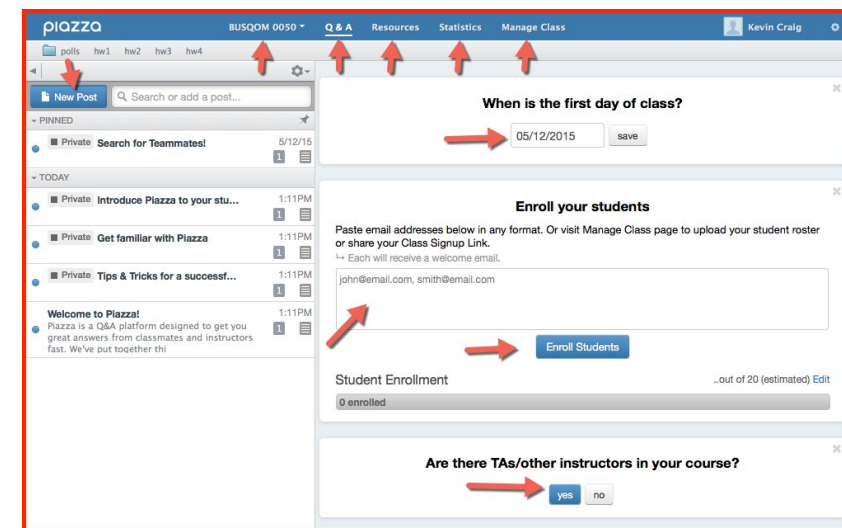 piazza
BUSQOM 0050
Q & A
Resources
Statistics
Manage Class
Kevin Craig
polls hw1 hw2 hw3 hw4
New Post
Search or add a post...
PINNED
Private Search for Teammates! 5/12/15
1
TODAY
Private Introduce Piazza to your stu... 1:11PM
1
Private Get familiar with Piazza 1:11PM
1
Private Tips & Tricks for a successf... 1:11PM
1
Welcome to Piazza! 1:11PM
Piazza is a Q&A platform designed to get you 1
great answers from classmates and instructors
fast. We've put together thi
When is the first day of class?
05/12/2015 save
Enroll your students
Paste email addresses below in any format. Or visit Manage Class page to upload your student roster
or share your Class Signup Link.
Each will receive a welcome email.
john@email.com, smith@email.com
Enroll Students
Student Enrollment ..out of 20 (estimated) Edit
0 enrolled
Are there TAs/other instructors in your course?
yes no